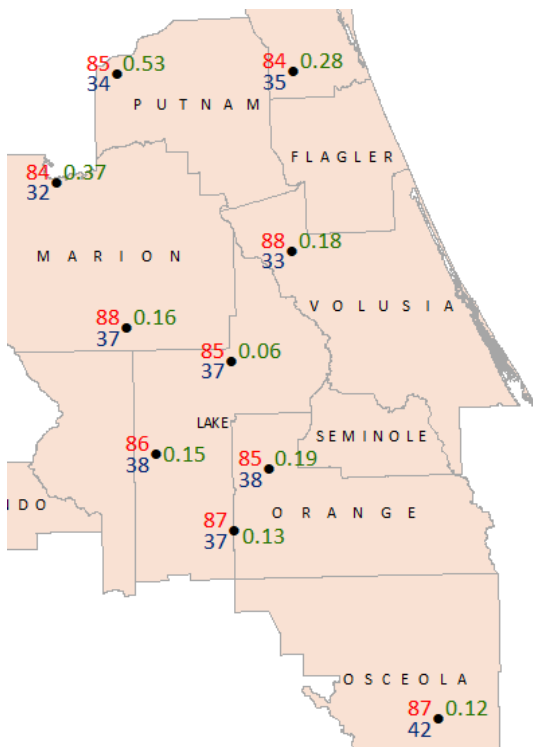 85 0.53
34
84 0.28
35
PUTNAM
FLAGLER
84 0.37
32
MARION
88 0.18
33
VOLUSIA
88 0.16
37
85 0.06
37
LAKE
SEMINOLE
86 0.15
38
85 0.19
38
NDO
ORANGE
87 0.13
37
OSCEOLA
87 0.12
42